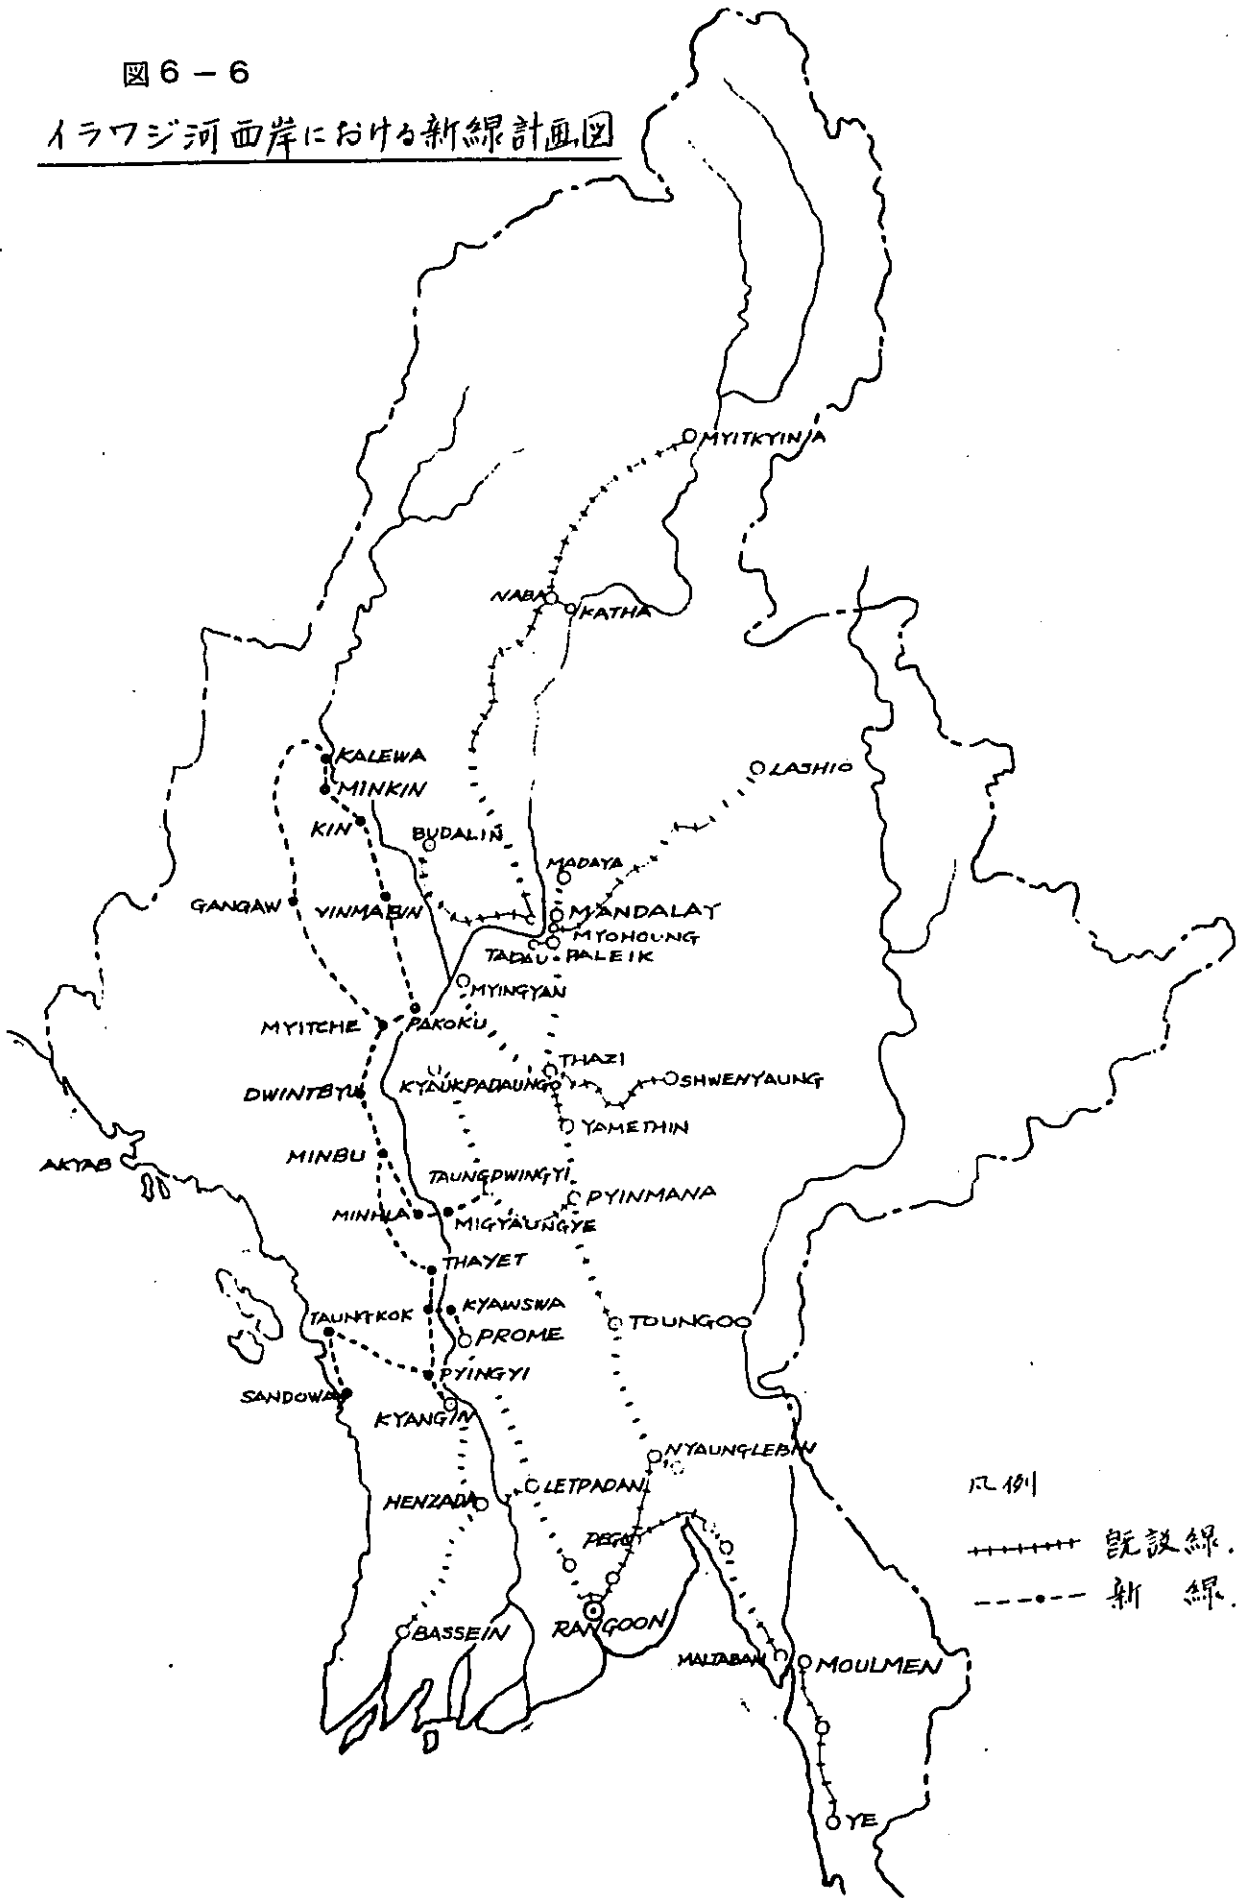 図6-6
イラワジ河西岸における新線計画図
MYITKYINA
NABA
KATHA
KALEWA
LASHIO
MINKIN
KIN
BUDALIN
MADAYA
GANGAW
YINMABIN
MANDALAY
MYOHOUNG
TADAU
PALEIK
MYINGYAN
MYITCHE
PAKOKU
THAZI
KYAUKPADAUNG
SHWENYAUNG
DWINTBYU
YAMETHIN
MINBU
AKYAB
TAUNGDWINGYI
PYINMANA
MINHLA
MIGYAUNGYE
THAYET
TAUNGKOK
KYAWSWA
TOUNGOO
PROME
PYINGYI
SANDOWAY
KYANGIN
NYAUNGLEBIN
LETPADAN
HENZADA
凡例
PEGU
既設線.
新 線.
RANGOON
BASSEIN
MALTABAN
MOULMEN
YE